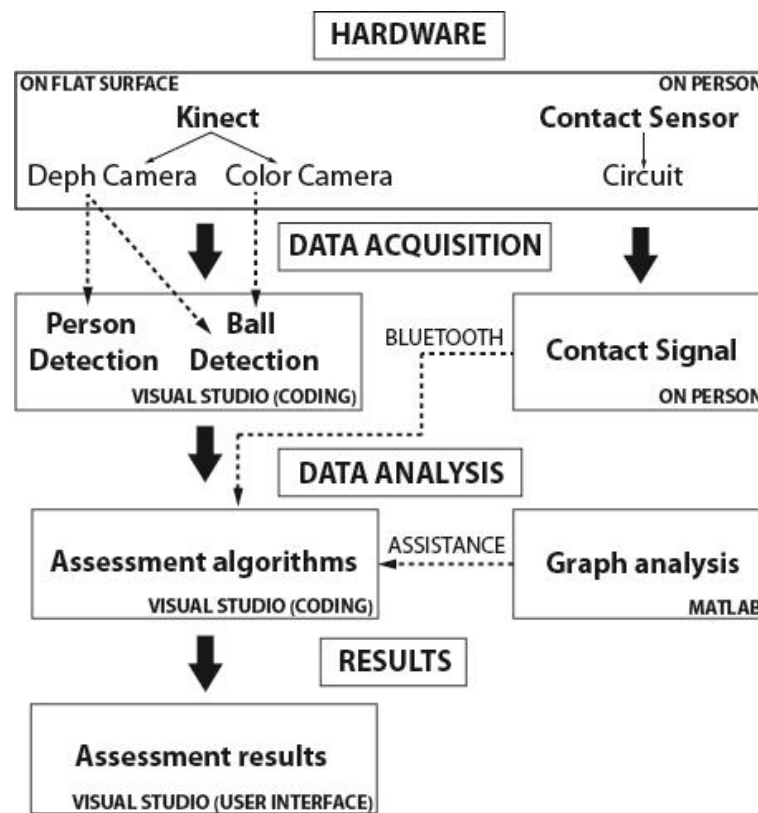 HARDWARE
ON FLAT SURFACE
ON PERSON
Kinect
Contact Sensor
Deph Camera
Color Camera
Circuit
DATA ACQUISITION
Person
Detection
Ball
Detection
VISUAL STUDIO (CODING)
BLUETOOTH
Contact Signal
ON PERSON
DATA ANALYSIS
Assessment algorithms
VISUAL STUDIO (CODING)
ASSISTANCE
Graph analysis
MATLAB
RESULTS
Assessment results
VISUAL STUDIO (USER INTERFACE)